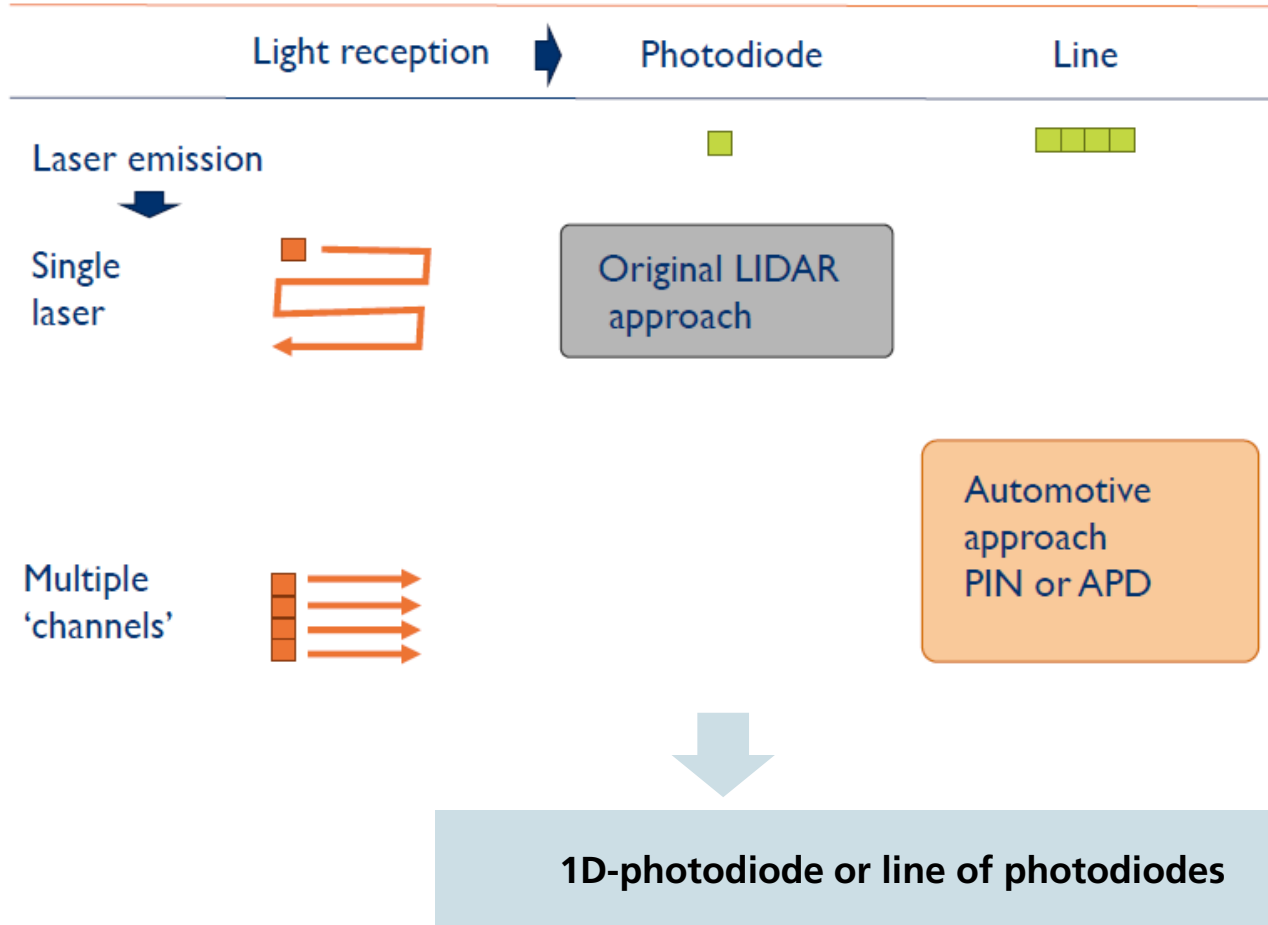 Light reception
Photodiode
Line
Laser emission
Single
laser
Original LIDAR
approach
Automotive
approach
PIN or APD
Multiple
‘channels’
1D-photodiode or line of photodiodes